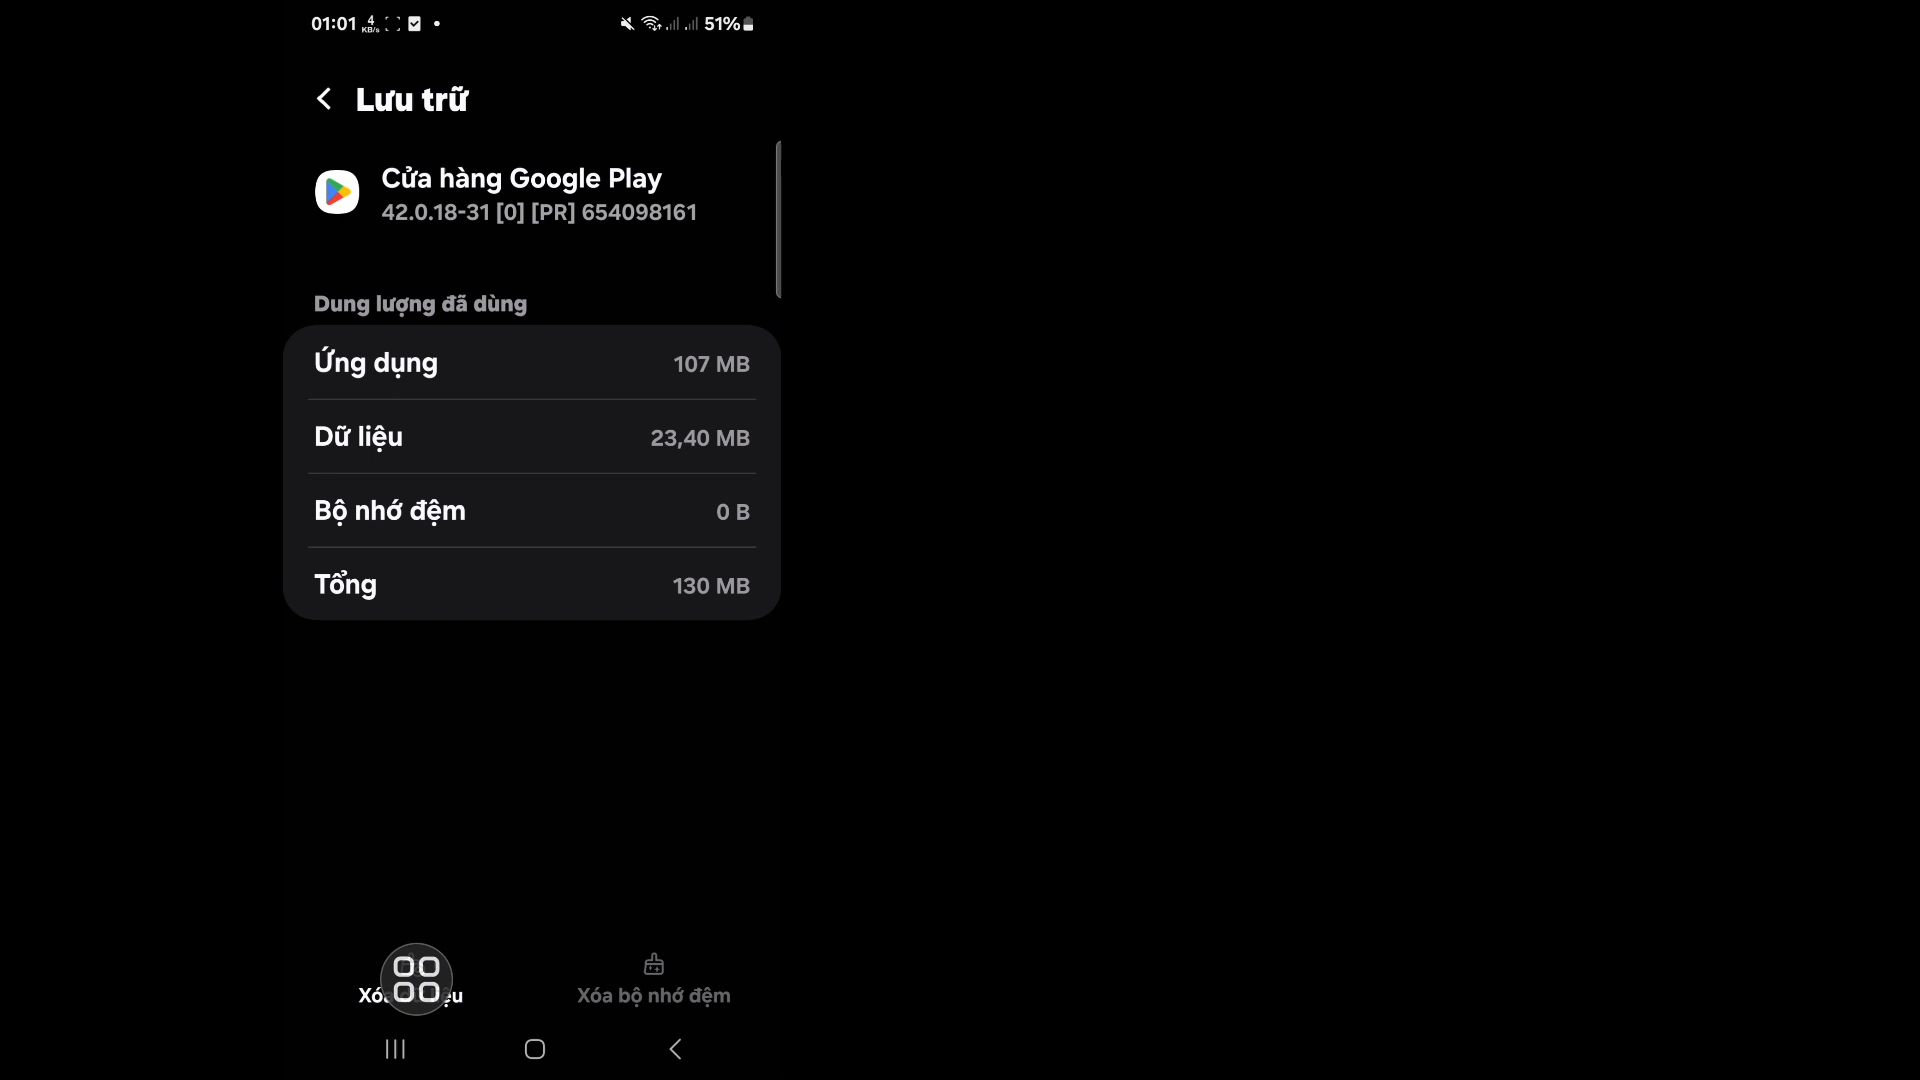 01:01 4 KB/s 51%
Lưu trữ
Cửa hàng Google Play
42.0.18-31 [0] [PR] 654098161
Dung lượng đã dùng
Ứng dụng 107 MB
Dữ liệu 23,40 MB
Bộ nhớ đệm 0 B
Tổng 130 MB
Xóa bộ nhớ đệm